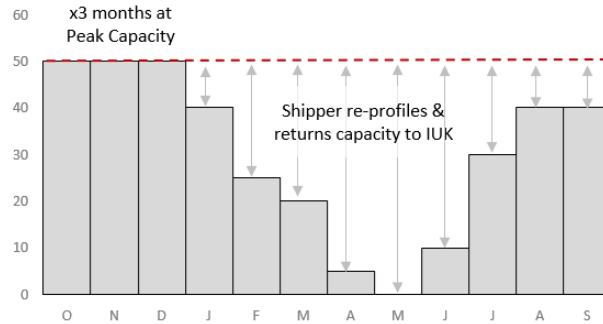 x3 months at
Peak Capacity
60
50
40
30
20
10
0
Shipper re-profiles &
returns capacity to IUK
O N D J F M A M J J A S